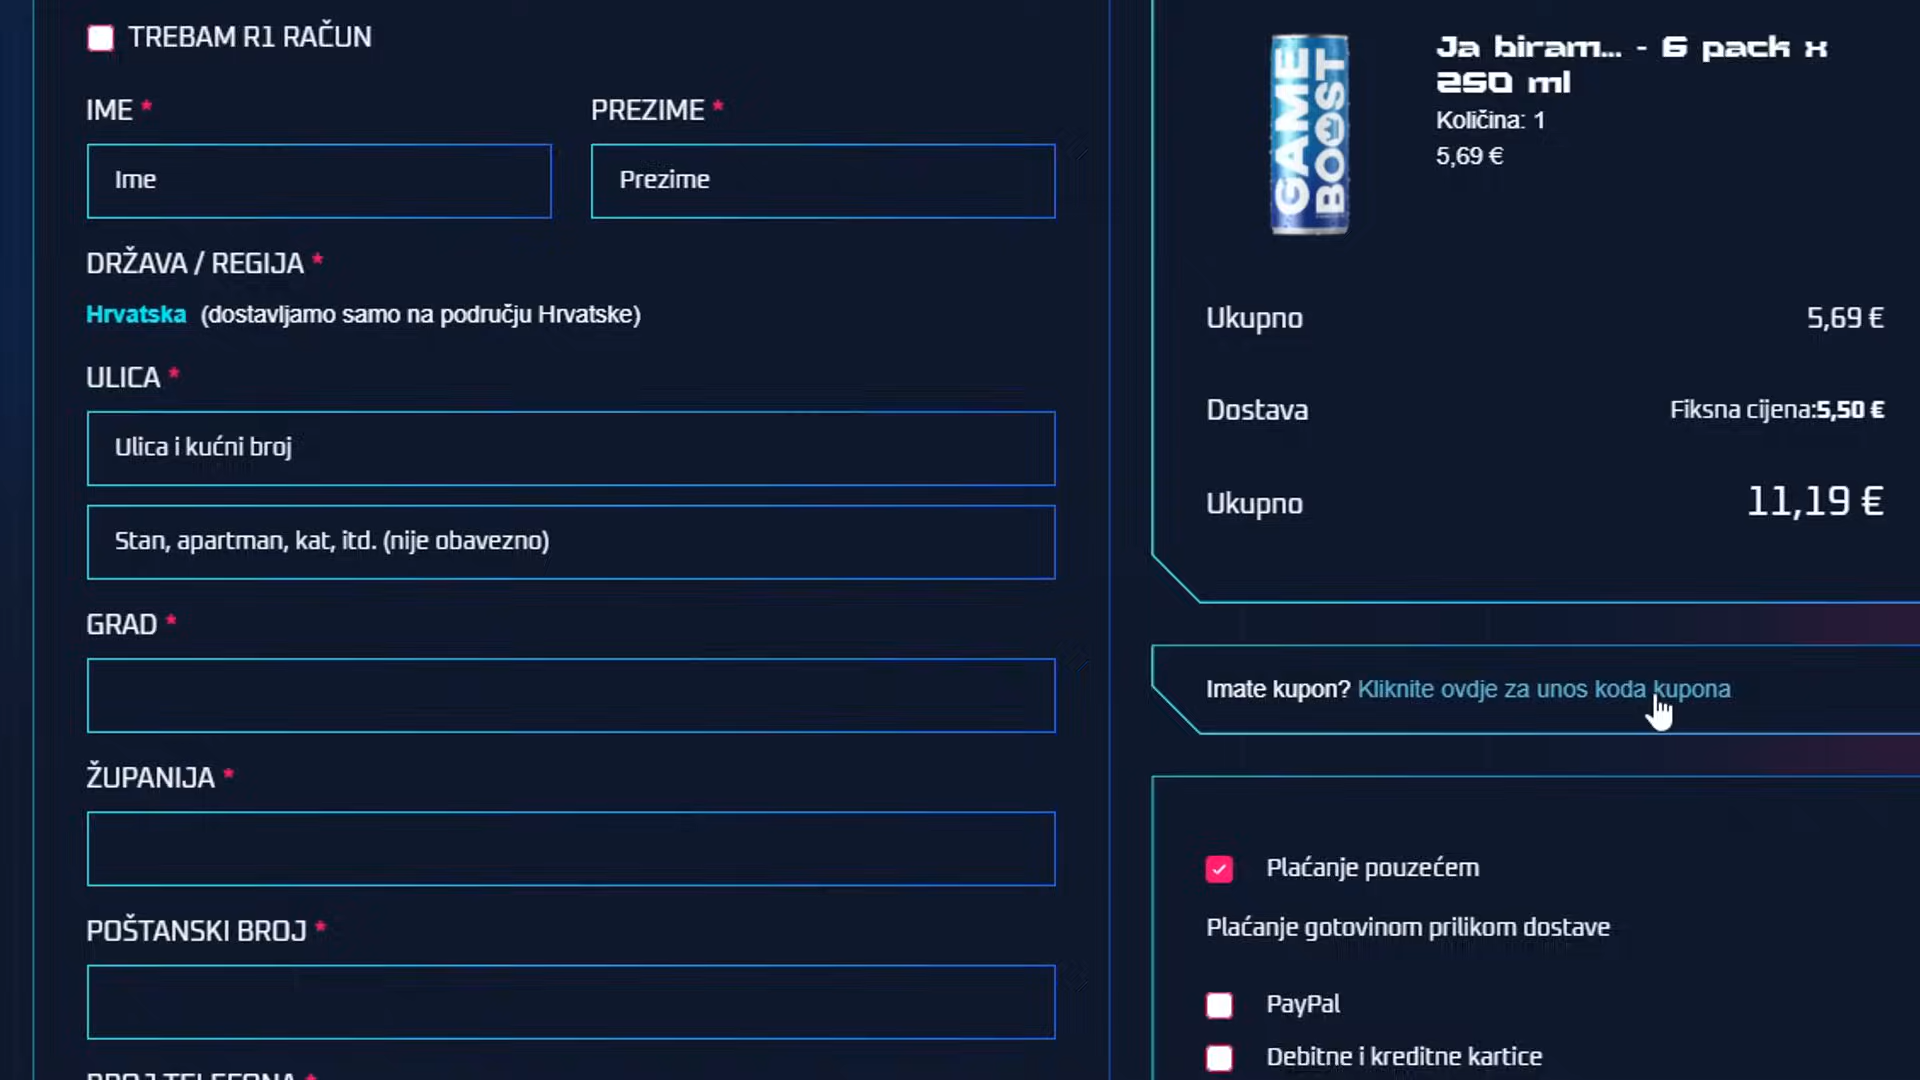 TREBAM R1 RAČUN
IME *
PREZIME *
Ime
Prezime
DRŽAVA / REGIJA *
Hrvatska (dostavljamo samo na području Hrvatske)
ULICA *
Ulica i kućni broj
Stan, apartman, kat, itd. (nije obavezno)
GRAD *
ŽUPANIJA *
POŠTANSKI BROJ *
BROJ TELEFONA *
GAME
BOOST
Ja biram... - 6 pack x
250 ml
Količina: 1
5,69 €
Ukupno 5,69 €
Dostava Fiksna cijena:5,50 €
Ukupno 11,19 €
Imate kupon? Kliknite ovdje za unos koda kupona
Plaćanje pouzećem
Plaćanje gotovinom prilikom dostave
PayPal
Debitne i kreditne kartice